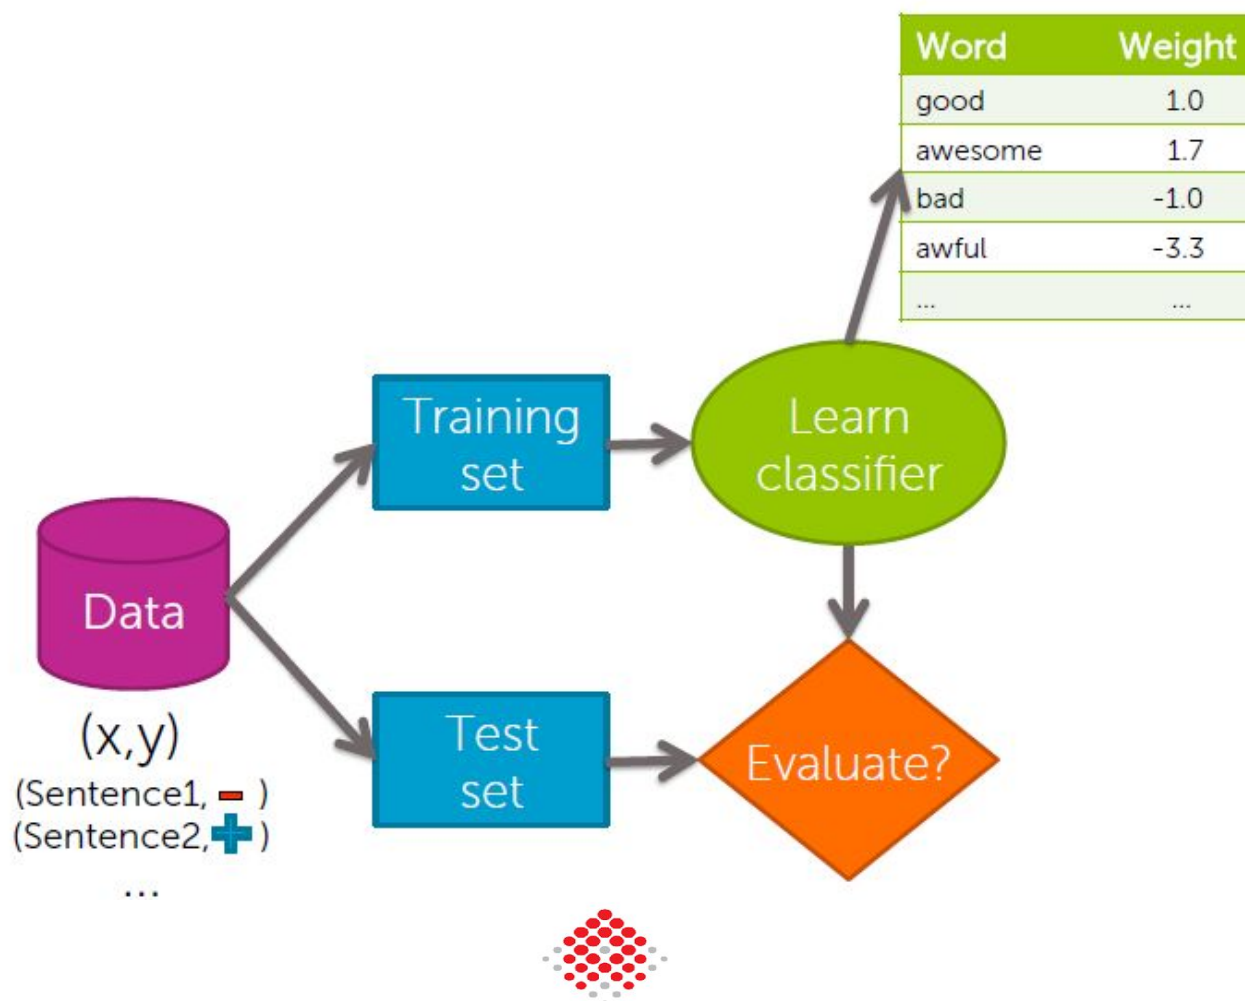 Word Weight
good 1.0
awesome 1.7
bad -1.0
awful -3.3
... ...
Training
set
Learn
classifier
Data
(x,y)
(Sentence1, - )
(Sentence2, + )
...
Test
set
Evaluate?